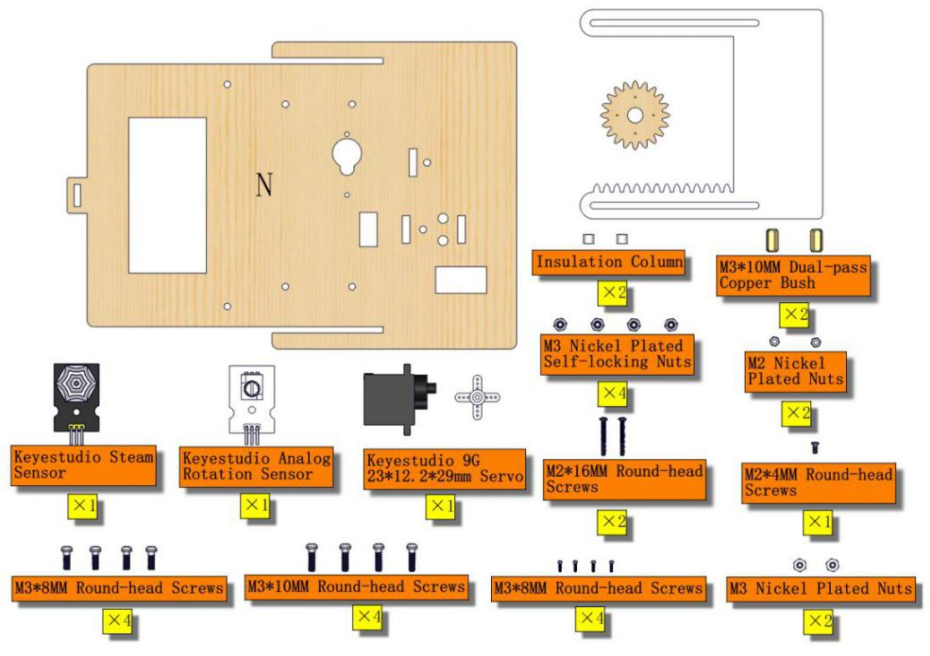 N
Insulation Column
×2
M3*10MM Dual-pass
Copper Bush
×2
M3 Nickel Plated
Self-locking Nuts
×4
M2 Nickel
Plated Nuts
×2
Keyestudio Steam
Sensor
×1
Keyestudio Analog
Rotation Sensor
×1
Keyestudio 9G
23*12.2*29mm Servo
×1
M2*16MM Round-head
Screws
×2
M2*4MM Round-head
Screws
×1
M3*8MM Round-head Screws
×4
M3*10MM Round-head Screws
×4
M3*8MM Round-head Screws
×4
M3 Nickel Plated Nuts
×2